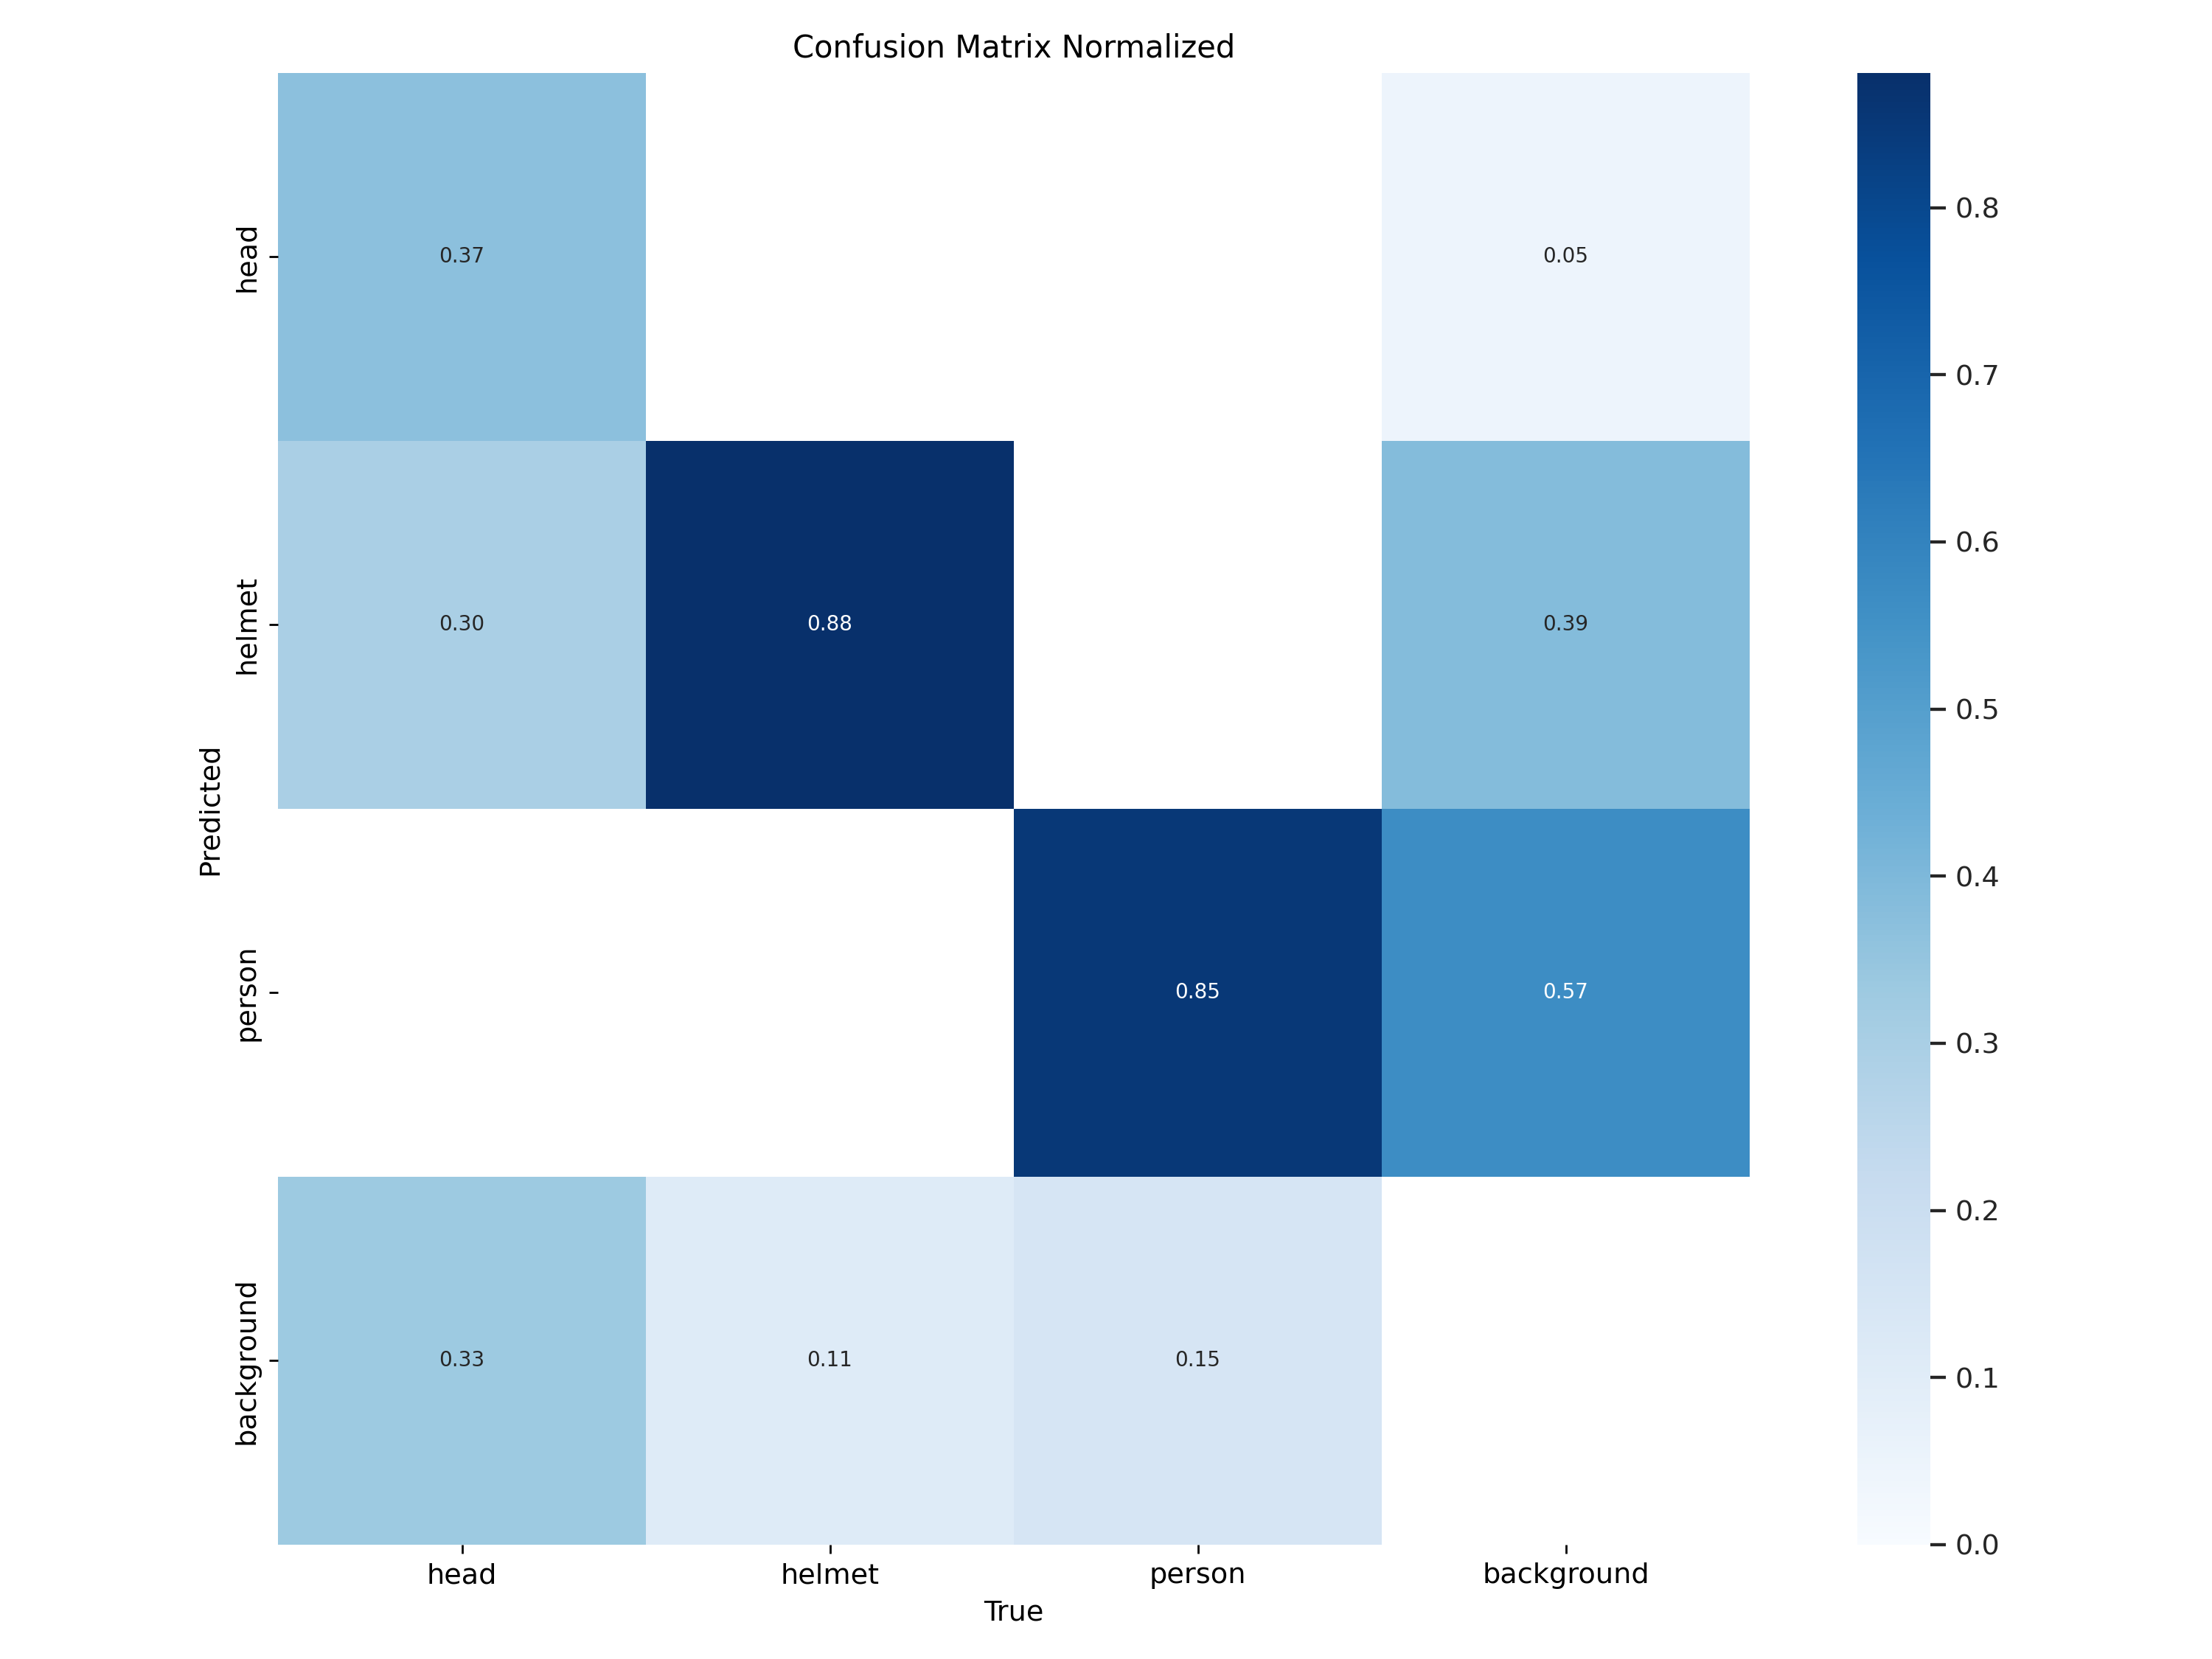 Confusion Matrix Normalized
Predicted
head
0.37
0.05
helmet
0.30
0.88
0.39
person
0.85
0.57
background
0.33
0.11
0.15
head
helmet
person
background
True
0.8
0.7
0.6
0.5
0.4
0.3
0.2
0.1
0.0